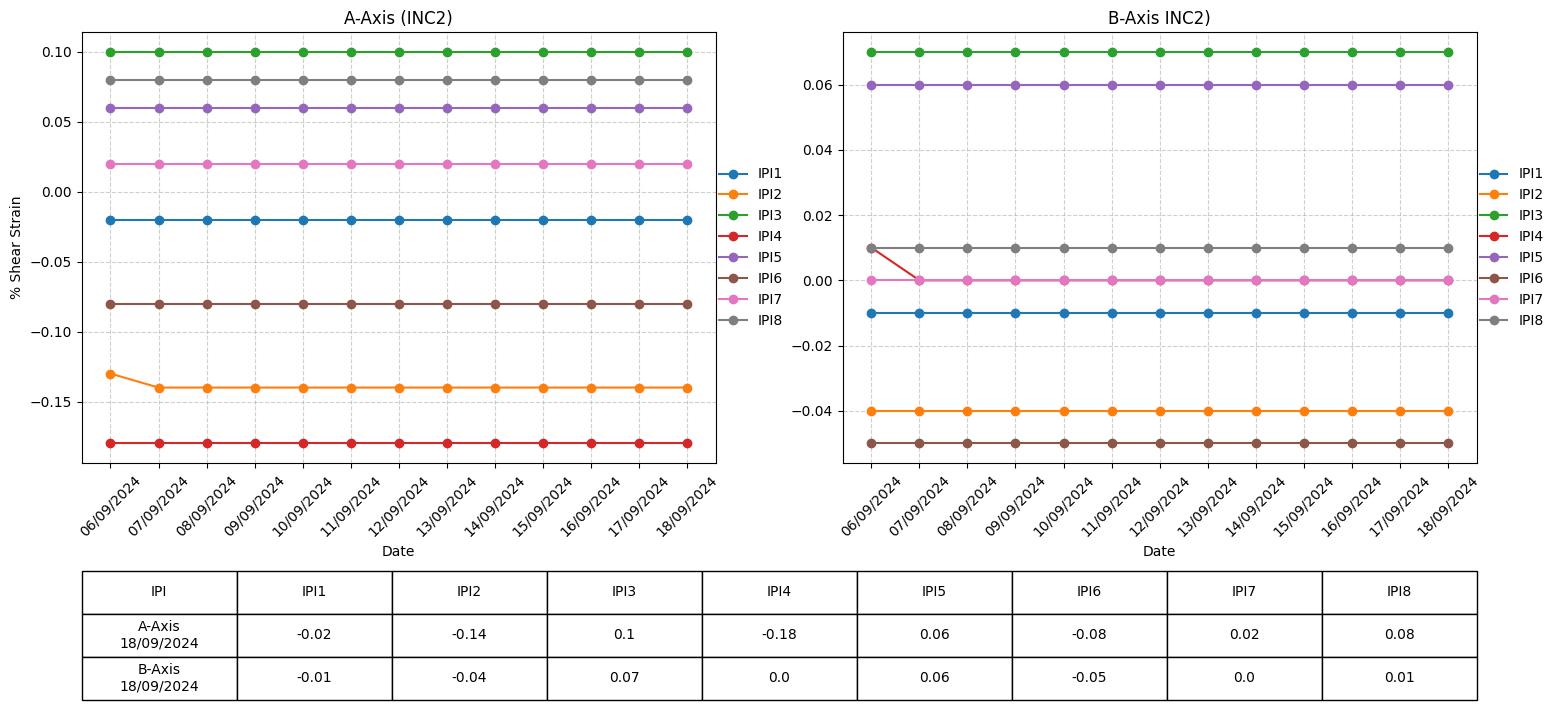 A-Axis (INC2)
% Shear Strain
0.10
0.05
0.00
−0.05
−0.10
−0.15
06/09/2024
07/09/2024
08/09/2024
09/09/2024
10/09/2024
11/09/2024
12/09/2024
13/09/2024
14/09/2024
15/09/2024
16/09/2024
17/09/2024
18/09/2024
Date
IPI1
IPI2
IPI3
IPI4
IPI5
IPI6
IPI7
IPI8
B-Axis INC2)
0.06
0.04
0.02
0.00
−0.02
−0.04
06/09/2024
07/09/2024
08/09/2024
09/09/2024
10/09/2024
11/09/2024
12/09/2024
13/09/2024
14/09/2024
15/09/2024
16/09/2024
17/09/2024
18/09/2024
Date
IPI1
IPI2
IPI3
IPI4
IPI5
IPI6
IPI7
IPI8
IPI IPI1 IPI2 IPI3 IPI4 IPI5 IPI6 IPI7 IPI8
A-Axis
18/09/2024 -0.02 -0.14 0.1 -0.18 0.06 -0.08 0.02 0.08
B-Axis
18/09/2024 -0.01 -0.04 0.07 0.0 0.06 -0.05 0.0 0.01